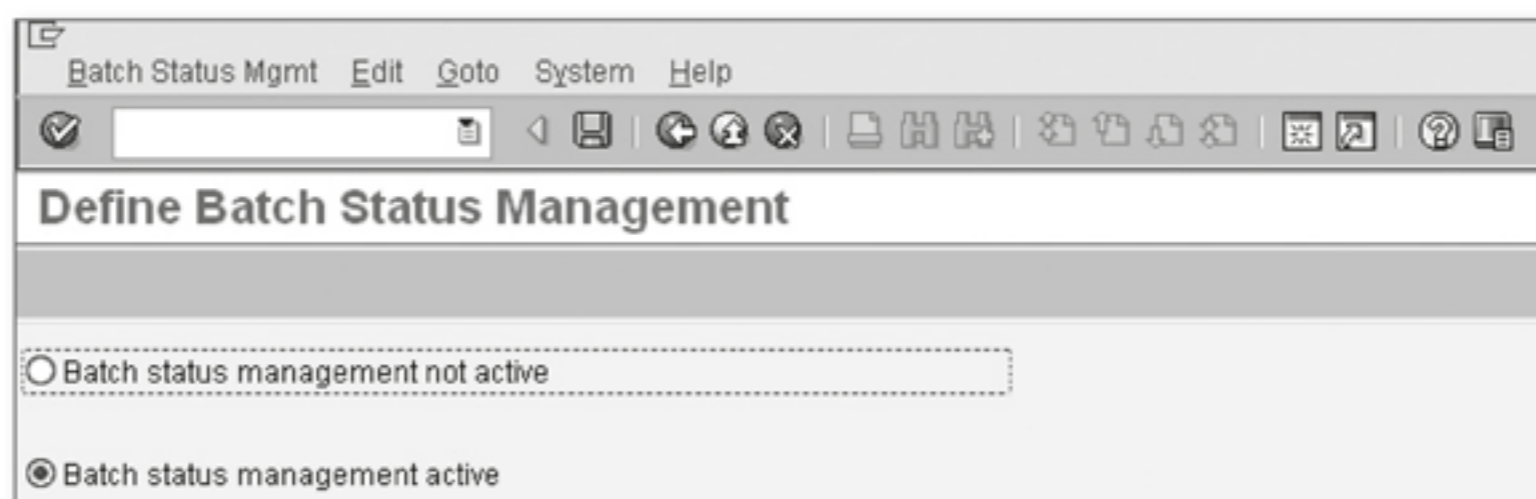 Batch Status Mgmt Edit Goto System Help
Define Batch Status Management
Batch status management not active
Batch status management active